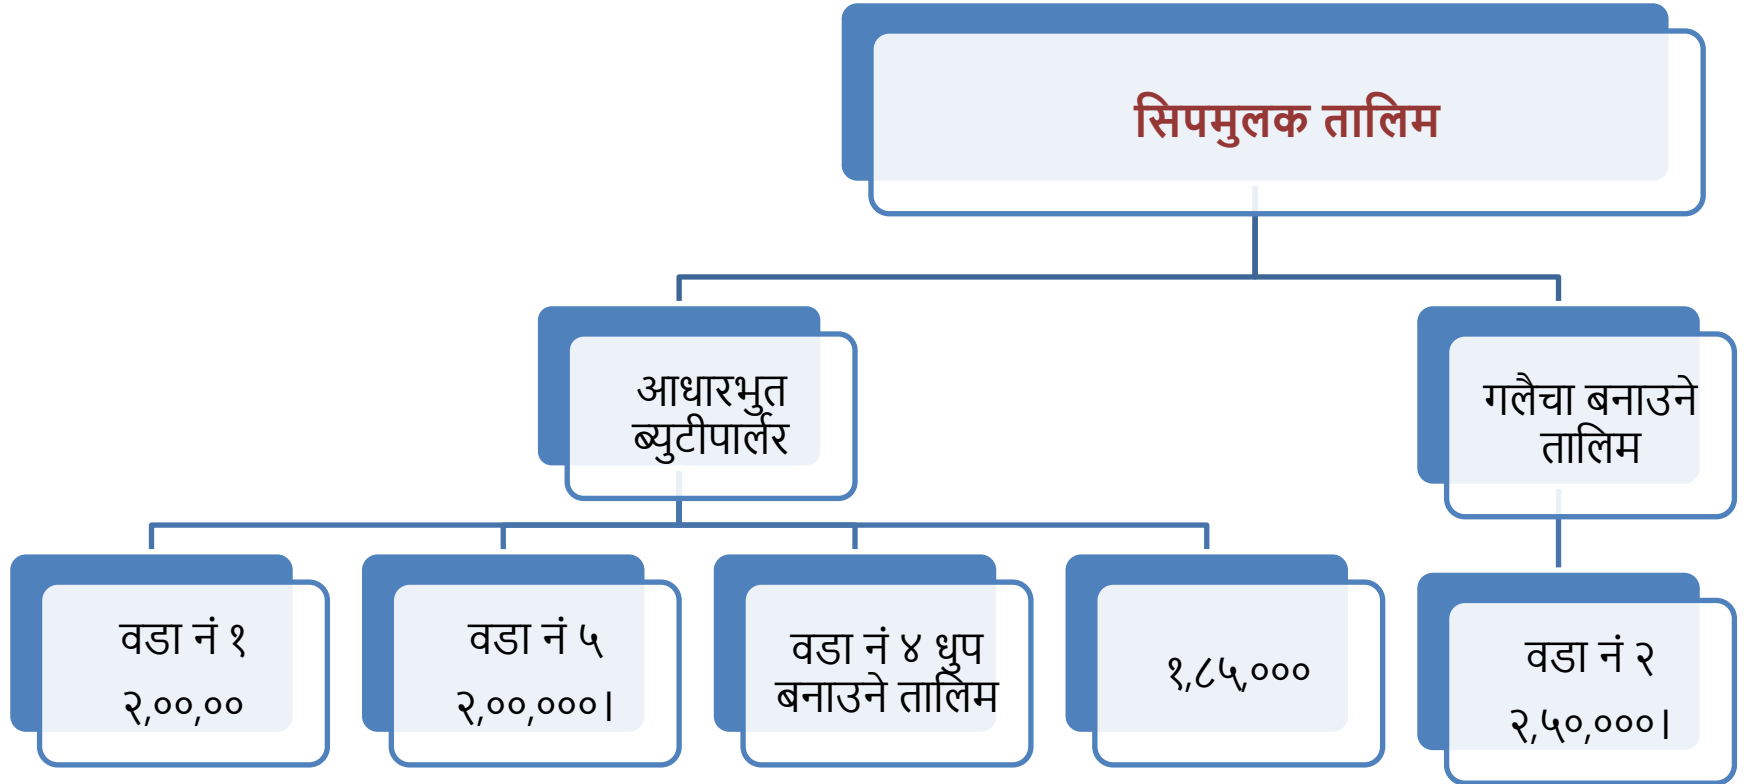 सिपमुलक तालिम
आधारभुत
ब्युटीपार्लर
गलैचा बनाउने
तालिम
वडा नं १
२,००,००
वडा नं ५
२,००,०००।
वडा नं ४ धुप
बनाउने तालिम
१,८५,०००
वडा नं २
२,५०,०००।